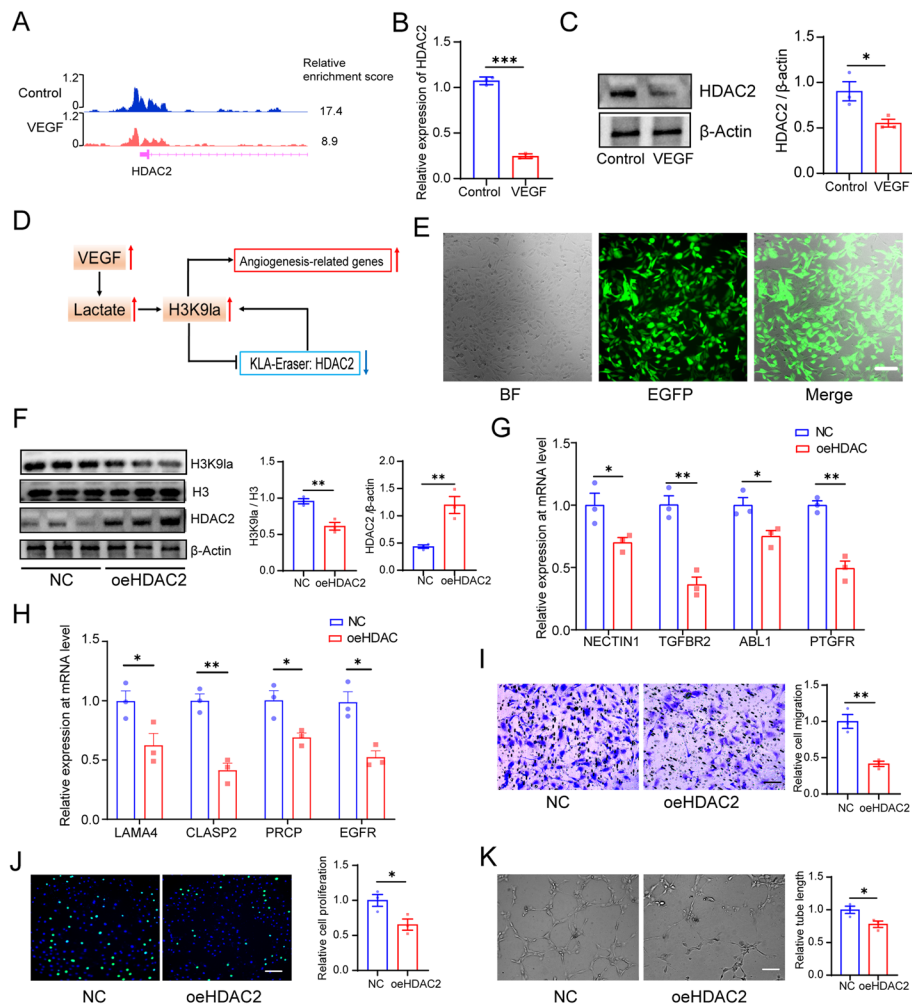 A
Relative
enrichment score
1.2
Control
0
17.4
1.2
VEGF
0
8.9
HDAC2
B
Relative expression of HDAC2
1.5
1.0
0.5
0.0
***
Control
VEGF
C
HDAC2
β-Actin
Control VEGF
HDAC2 /β-actin
1.5
1.0
0.5
0.0
*
Control
VEGF
D
VEGF
Lactate
H3K9la
Angiogenesis-related genes
KLA-Eraser: HDAC2
E
BF
EGFP
Merge
F
H3K9la
H3
HDAC2
β-Actin
NC
oeHDAC2
H3K9la / H3
1.5
1.0
0.5
0.0
**
NC
oeHDAC2
HDAC2 /β-actin
2.0
1.5
1.0
0.5
0.0
**
NC
oeHDAC2
G
NC
oeHDAC
Relative expression at mRNA level
1.5
1.0
0.5
0.0
*
**
*
**
NECTIN1
TGFBR2
ABL1
PTGFR
H
NC
oeHDAC
Relative expression at mRNA level
1.5
1.0
0.5
0.0
*
**
*
*
LAMA4
CLASP2
PRCP
EGFR
I
NC
oeHDAC2
Relative cell migration
1.5
1.0
0.5
0.0
**
NC
oeHDAC2
J
NC
oeHDAC2
Relative cell proliferation
1.5
1.0
0.5
0.0
*
NC
oeHDAC2
K
NC
oeHDAC2
Relative tube length
1.5
1.0
0.5
0.0
*
NC
oeHDAC2